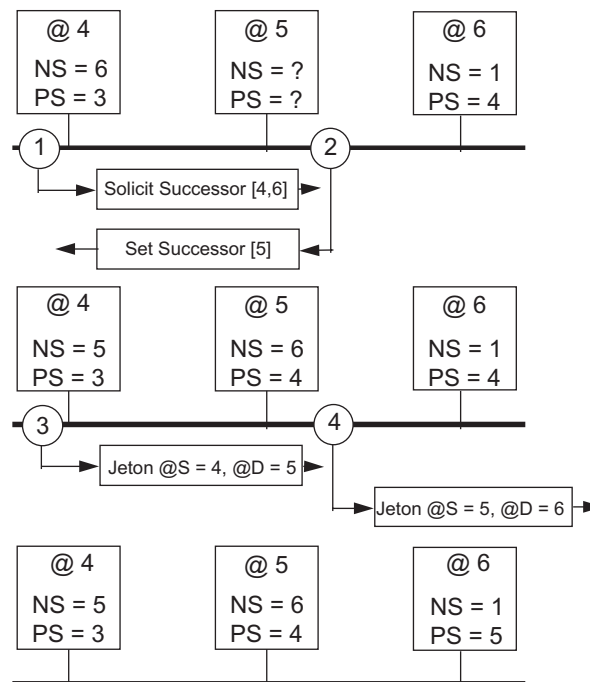 @ 4
NS = 6
PS = 3
@ 5
NS = ?
PS = ?
@ 6
NS = 1
PS = 4
1
2
Solicit Successor [4,6]
Set Successor [5]
@ 4
NS = 5
PS = 3
@ 5
NS = 6
PS = 4
@ 6
NS = 1
PS = 4
3
4
Jeton @S = 4, @D = 5
Jeton @S = 5, @D = 6
@ 4
NS = 5
PS = 3
@ 5
NS = 6
PS = 4
@ 6
NS = 1
PS = 5